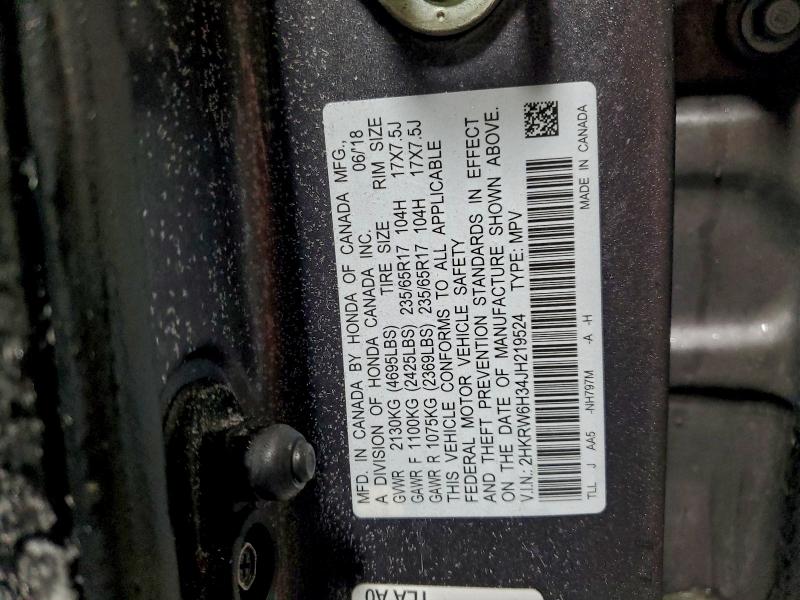 MFD. IN CANADA BY HONDA OF CANADA MFG.,
A DIVISION OF HONDA CANADA INC. 06/'18
GVWR 2130KG (4695LBS) TIRE SIZE RIM SIZE
GAWR F 1100KG (2425LBS) 235/65R17 104H 17X7.5J
GAWR R 1075KG (2369LBS) 235/65R17 104H 17X7.5J
THIS VEHICLE CONFORMS TO ALL APPLICABLE
FEDERAL MOTOR VEHICLE SAFETY
AND THEFT PREVENTION STANDARDS IN EFFECT
ON THE DATE OF MANUFACTURE SHOWN ABOVE.
V.I.N.: 2HKRW6H34JH219524 TYPE: MPV
TLL J AA5 -NH797M -A -H MADE IN CANADA